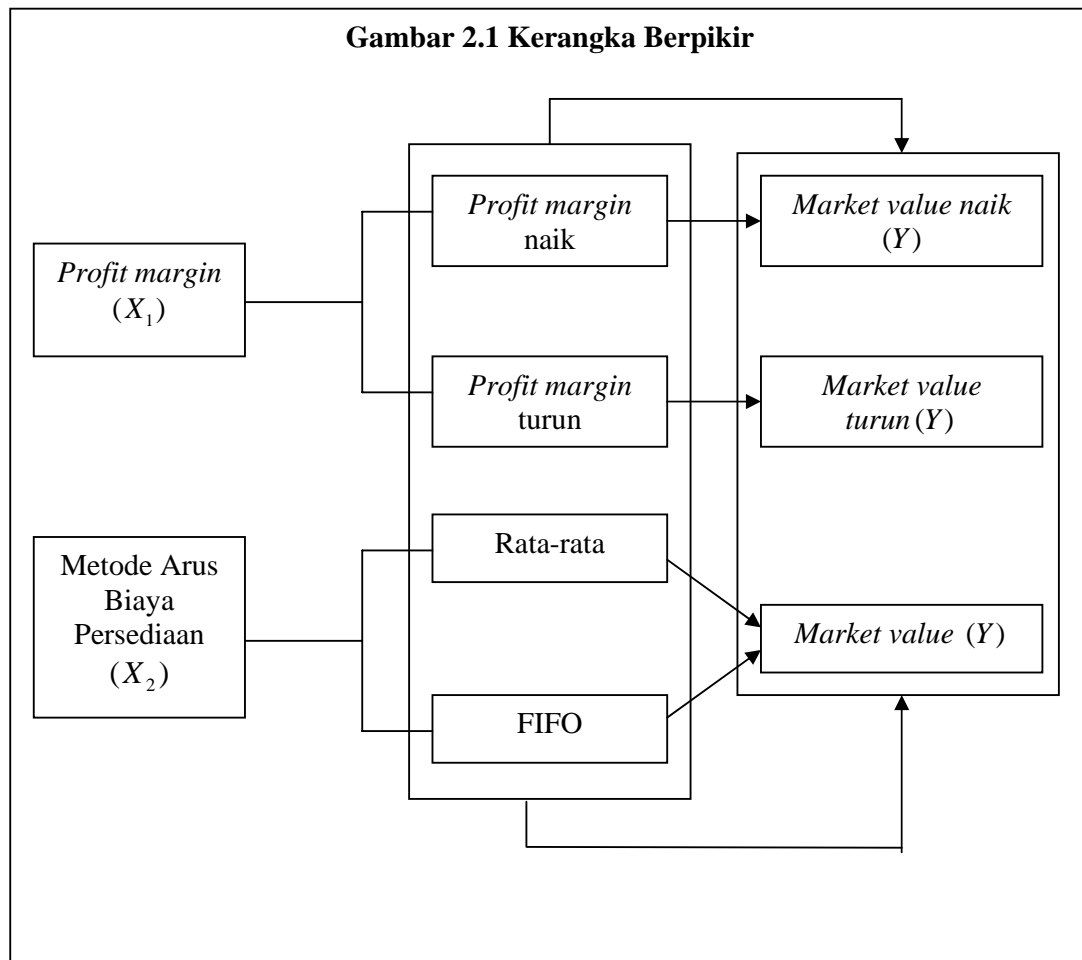 Gambar 2.1 Kerangka Berpikir
Profit margin
(X₁)
Profit margin
naik
Market value naik
(Y)
Profit margin
turun
Market value
turun (Y)
Metode Arus
Biaya
Persediaan
(X₂)
Rata-rata
FIFO
Market value (Y)